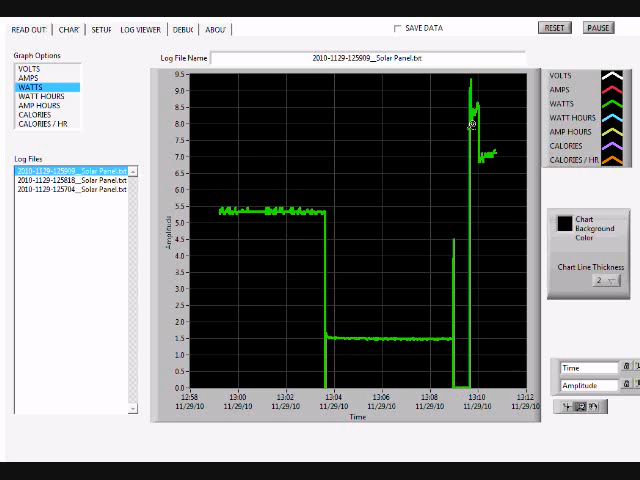 READ OUT: CHAR' SETUF LOG VIEWER DEBUG ABOU' SAVE DATA RESET PAUSE
Graph Options
VOLTS
AMPS
WATTS
WATT HOURS
AMP HOURS
CALORIES
CALORIES / HR
Log Files
2010-1129-125909__Solar Panel.txt
2010-1129-125818__Solar Panel.txt
2010-1129-125704__Solar Panel.txt
Log File Name 2010-1129-125909__Solar Panel.txt
9.5
9.0
8.5
8.0
7.5
7.0
6.5
6.0
5.5
5.0
4.5
4.0
3.5
3.0
2.5
2.0
1.5
1.0
0.5
0.0
Amplitude
12:58 13:00 13:02 13:04 13:06 13:08 13:10 13:12
11/29/10 11/29/10 11/29/10 11/29/10 11/29/10 11/29/10 11/29/10 11/29/10
Time
VOLTS
AMPS
WATTS
WATT HOURS
AMP HOURS
CALORIES
CALORIES / HR
Chart
Background
Color
Chart Line Thickness
2
Time
Amplitude